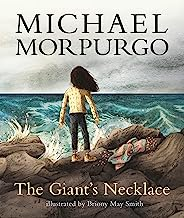 MICHAEL
MORPURGO
The Giant's Necklace
illustrated by Briony May Smith